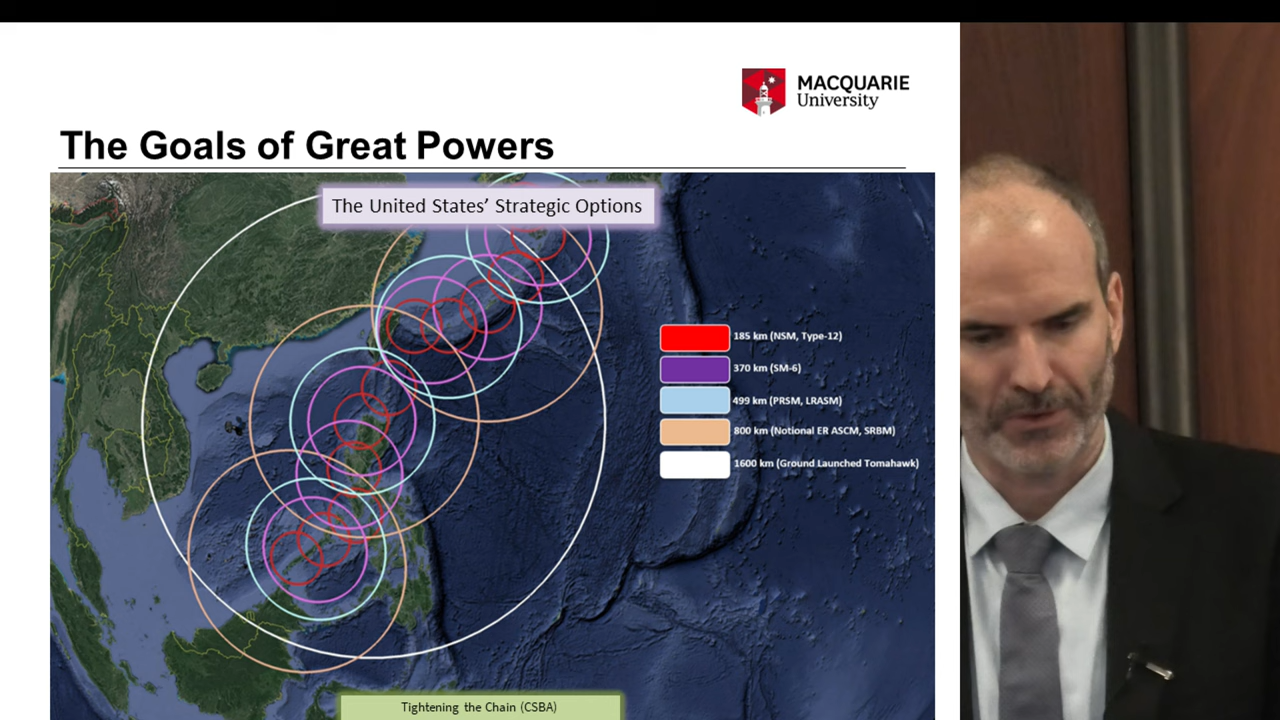 MACQUARIE
University
The Goals of Great Powers
The United States’ Strategic Options
185 km (NSM, Type-12)
370 km (SM-6)
499 km (PRSM, LRASM)
800 km (Notional ER ASCM, SRBM)
1600 km (Ground Launched Tomahawk)
Tightening the Chain (CSBA)